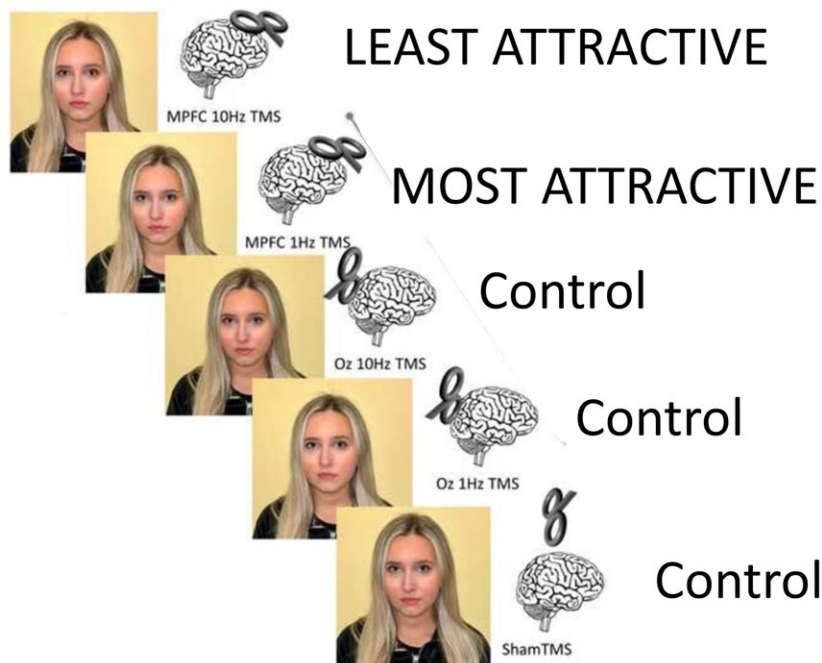 LEAST ATTRACTIVE
MPFC 10Hz TMS
MOST ATTRACTIVE
MPFC 1Hz TMS
Control
Oz 10Hz TMS
Control
Oz 1Hz TMS
Control
ShamTMS